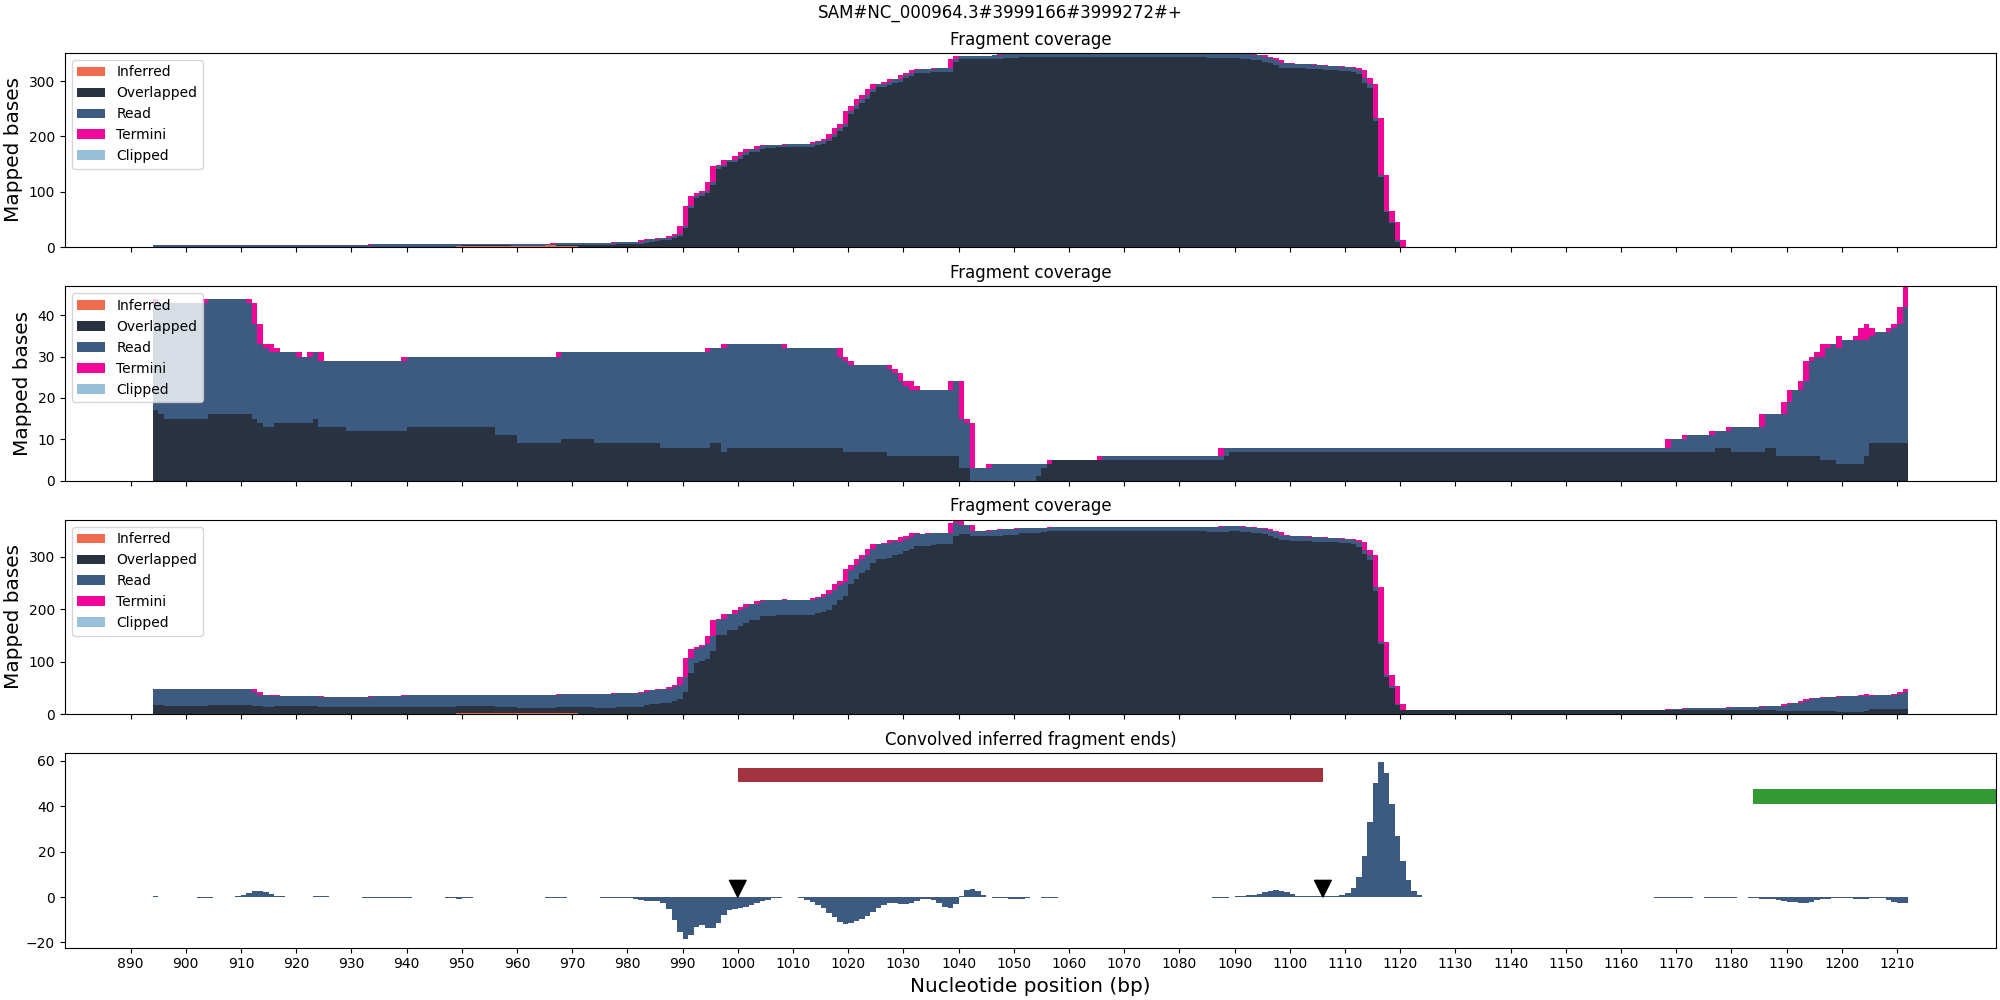 SAM#NC_000964.3#3999166#3999272#+
Fragment coverage
Mapped bases
300
200
100
0
Inferred
Overlapped
Read
Termini
Clipped
Fragment coverage
Mapped bases
40
30
20
10
0
Inferred
Overlapped
Read
Termini
Clipped
Fragment coverage
Mapped bases
300
200
100
0
Inferred
Overlapped
Read
Termini
Clipped
Convolved inferred fragment ends)
60
40
20
0
−20
890 900 910 920 930 940 950 960 970 980 990 1000 1010 1020 1030 1040 1050 1060 1070 1080 1090 1100 1110 1120 1130 1140 1150 1160 1170 1180 1190 1200 1210
Nucleotide position (bp)